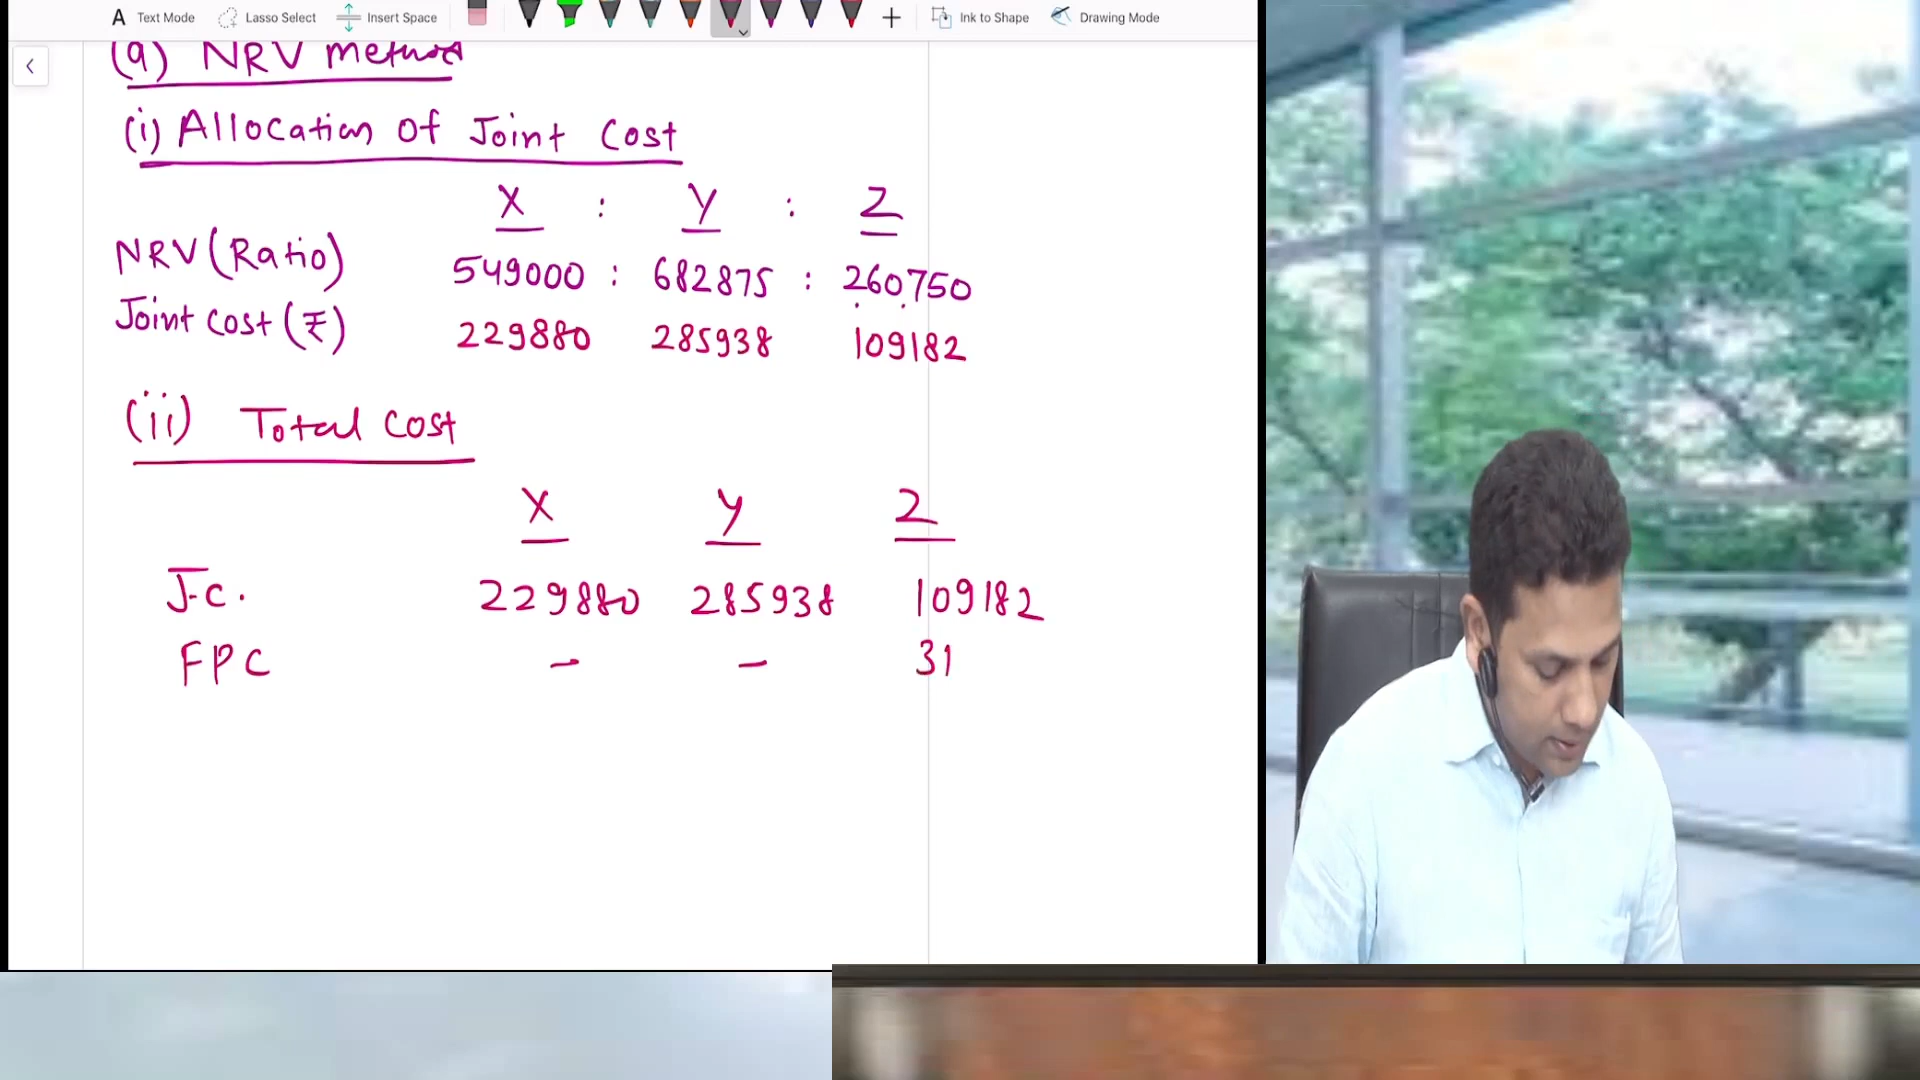 A Text Mode Lasso Select Insert Space Ink to Shape Drawing Mode
(a) NRV method
(i) Allocation of Joint Cost
X : Y : Z
NRV (Ratio) 549000 : 682875 : 260750
Joint Cost (₹) 229880 285938 109182
(ii) Total Cost
X Y Z
J.C. 229880 285938 109182
FPC - - 31